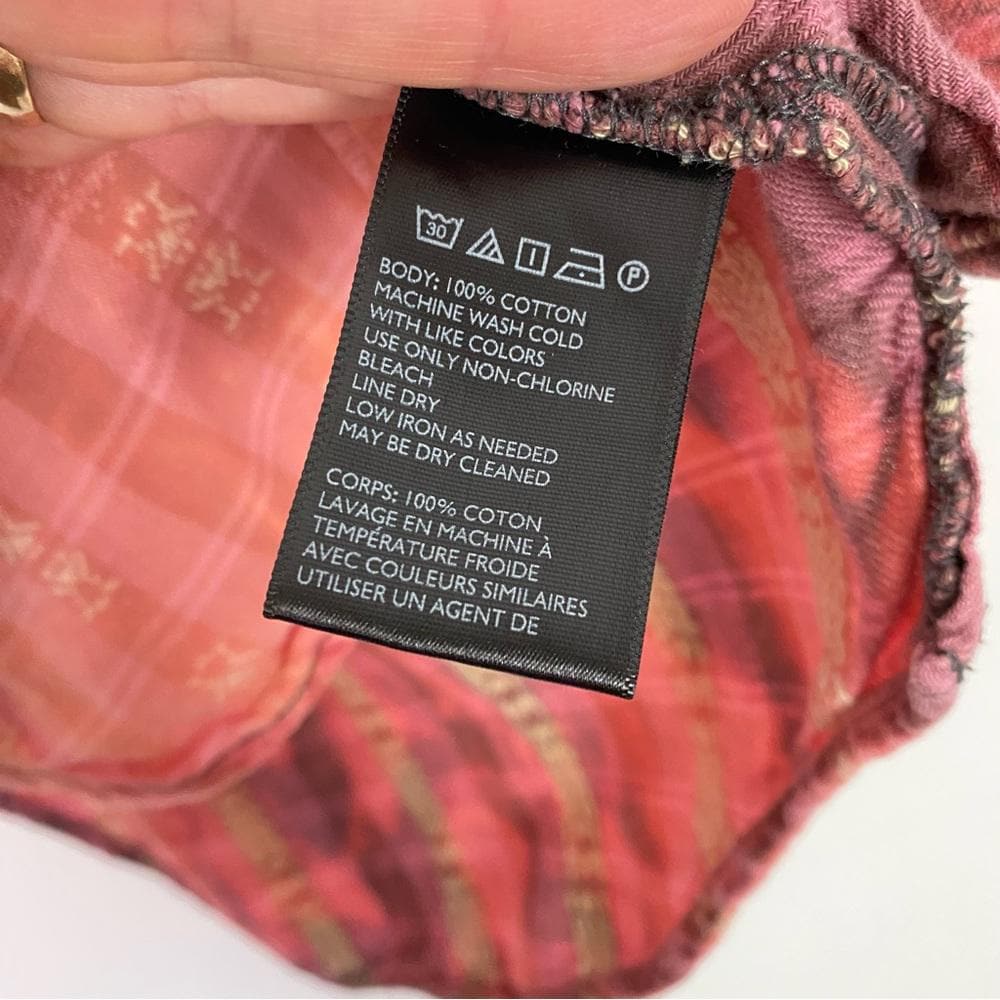 30 P
BODY: 100% COTTON
MACHINE WASH COLD
WITH LIKE COLORS
USE ONLY NON-CHLORINE
BLEACH
LINE DRY
LOW IRON AS NEEDED
MAY BE DRY CLEANED
CORPS: 100% COTON
LAVAGE EN MACHINE À
TEMPÉRATURE FROIDE
AVEC COULEURS SIMILAIRES
UTILISER UN AGENT DE